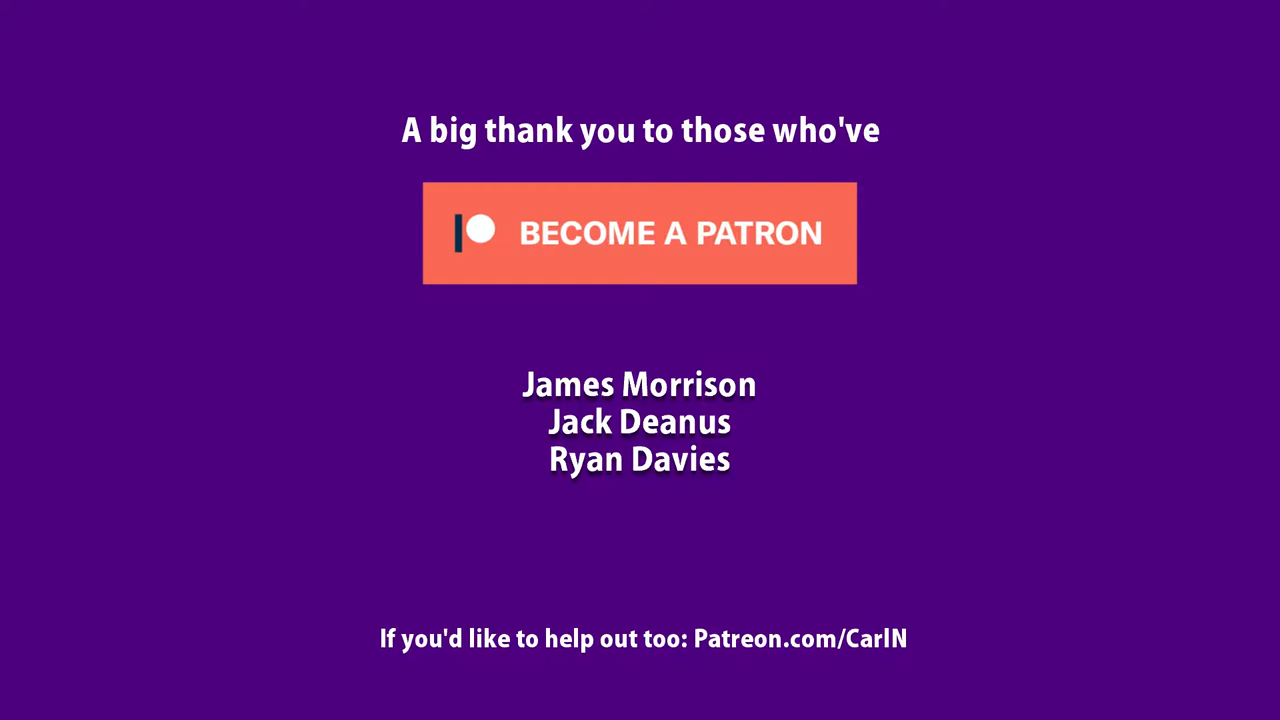 A big thank you to those who've
BECOME A PATRON
James Morrison
Jack Deanus
Ryan Davies
If you'd like to help out too: Patreon.com/CarlN